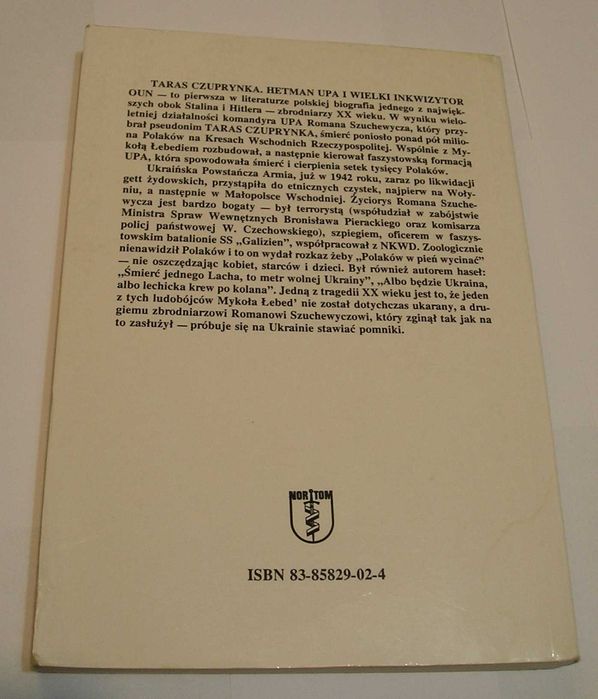 TARAS CZUPRYNKA. HETMAN UPA I WIELKI INKWIZYTOR
OUN — to pierwsza w literaturze polskiej biografia jednego z najwięk-
szych obok Stalina i Hitlera — zbrodniarzy XX wieku. W wyniku wielo-
letniej działalności komandyra UPA Romana Szuchewycza, który przy-
brał pseudonim TARAS CZUPRYNKA, śmierć poniosło ponad pół milio-
na Polaków na Kresach Wschodnich Rzeczypospolitej. Wspólnie z My-
kołą Łebediem rozbudował, a następnie kierował faszystowską formacją
UPA, która spowodowała śmierć i cierpienia setek tysięcy Polaków.
Ukraińska Powstańcza Armia, już w 1942 roku, zaraz po likwidacji
gett żydowskich, przystąpiła do etnicznych czystek, najpierw na Woły-
niu, a następnie w Małopolsce Wschodniej. Życiorys Romana Szuche-
wycza jest bardzo bogaty — był terrorystą (współudział w zabójstwie
Ministra Spraw Wewnętznych Bronisława Pierackiego oraz komisarza
policj państwowej W. Czechowskiego), szpiegiem, oficerem w faszys-
towskim batalionie SS „Galizien”, współpracował z NKWD. Zoologicznie
nienawidził Polaków i to on wydał rozkaz żeby „Polaków w pień wycinać”
— nie oszczędzając kobiet, starców i dzieci. Był również autorem haseł:
„Śmierć jednego Lacha, to metr wolnej Ukrainy”, „Albo będzie Ukraina,
albo lechicka krew po kolana”. Jedną z tragedii XX wieku jest to, że jeden
z tych ludobójców Mykoła Łebed’ nie został dotychczas ukarany, a dru-
giemu zbrodniarzowi Romanowi Szuchewyczowi, który zginął tak jak na
to zasłużył — próbuje się na Ukrainie stawiać pomniki.
NORTOM
ISBN 83-85829-02-4